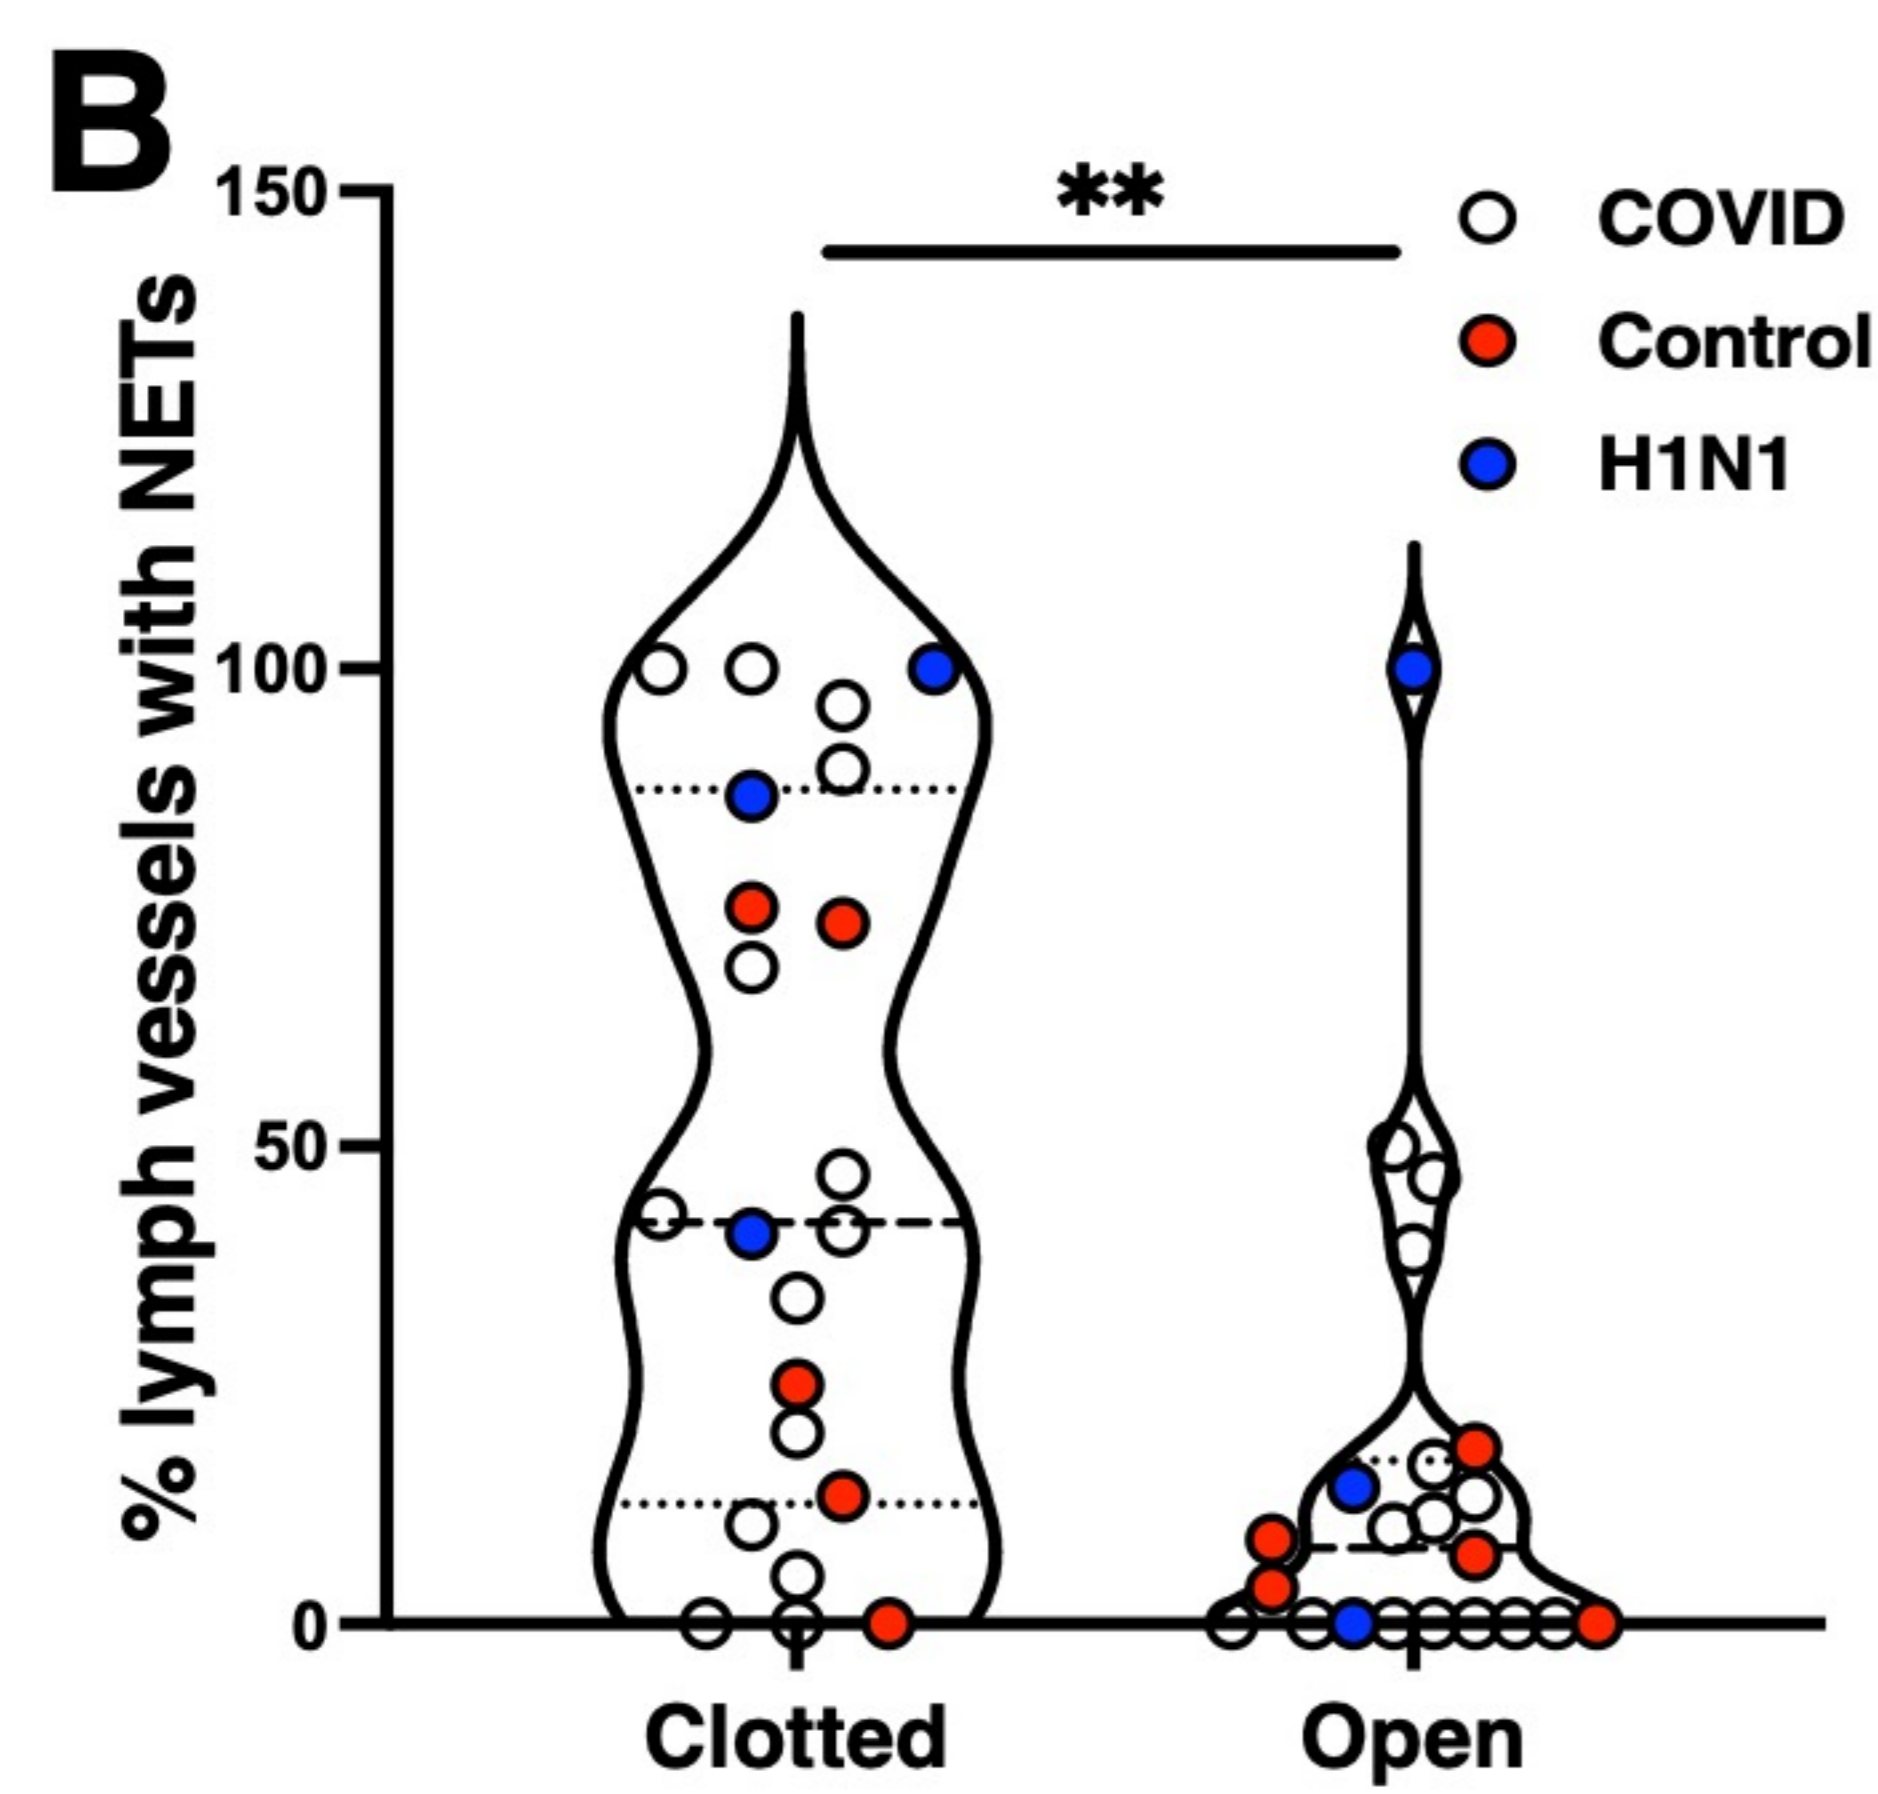 B
150
**
COVID
Control
H1N1
% lymph vessels with NETs
100
50
0
Clotted
Open